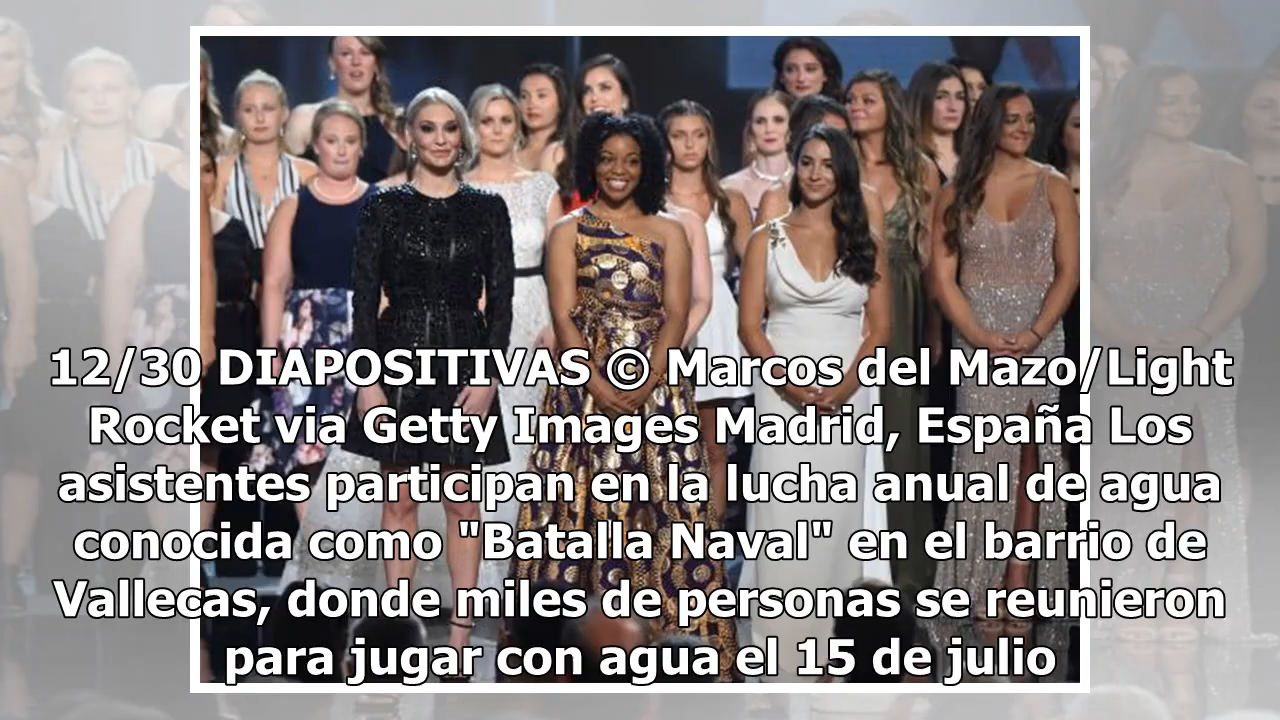 12/30 DIAPOSITIVAS © Marcos del Mazo/Light
Rocket via Getty Images Madrid, España Los
asistentes participan en la lucha anual de agua
conocida como "Batalla Naval" en el barrio de
Vallecas, donde miles de personas se reunieron
para jugar con agua el 15 de julio